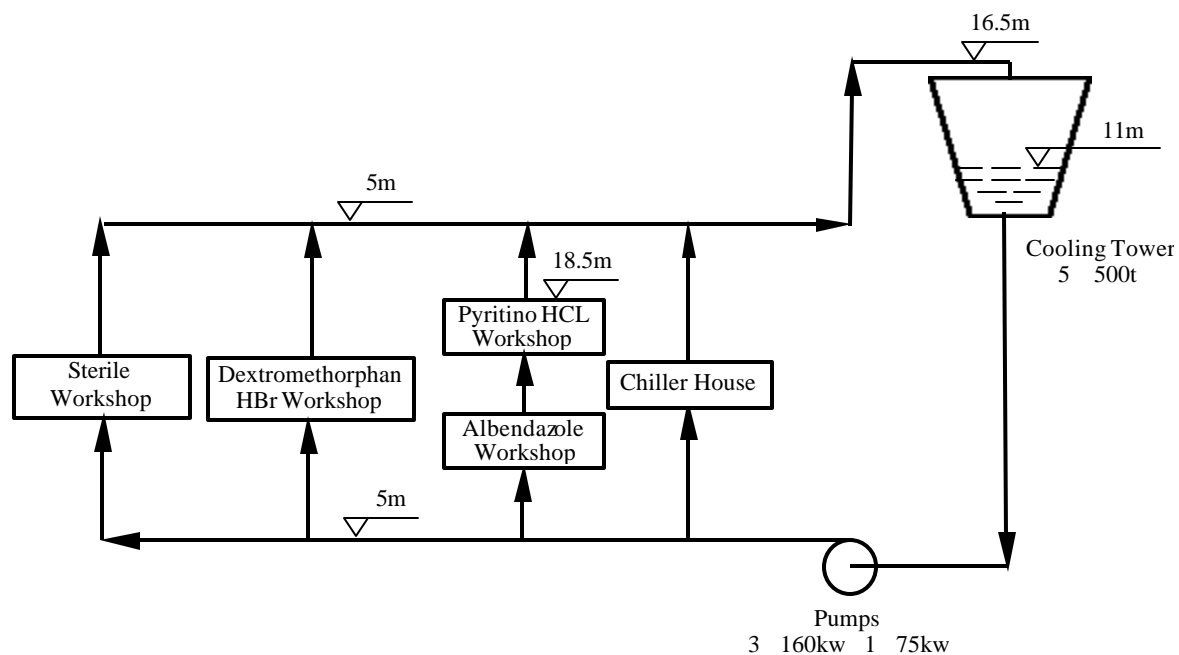 16.5m
11m
Cooling Tower
5 500t
5m
18.5m
Pyritino HCL
Workshop
Sterile
Workshop
Dextromethorphan
HBr Workshop
Chiller House
Albendazole
Workshop
5m
Pumps
3 160kw 1 75kw